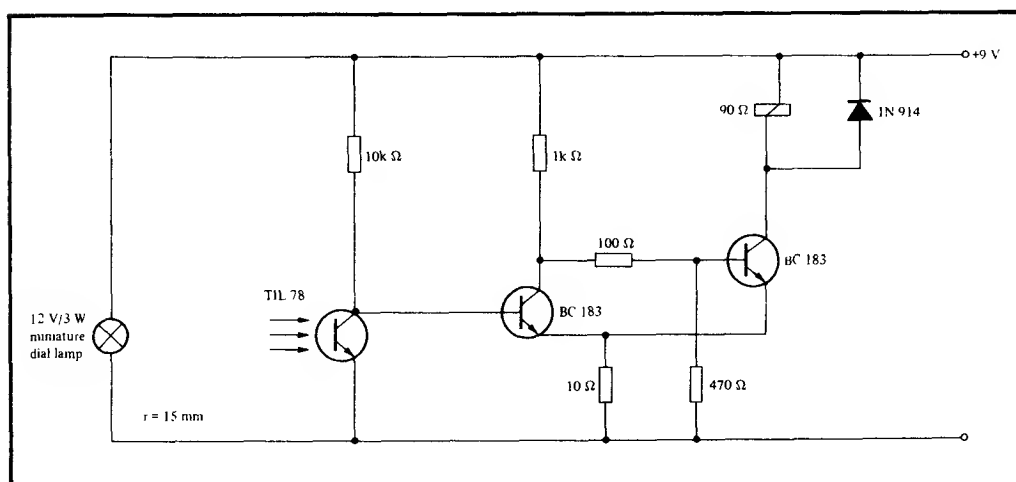 +9 V
90 Ω
1N 914
10k Ω
1k Ω
100 Ω
BC 183
TIL 78
BC 183
12 V/3 W
miniature
dial lamp
10 Ω
470 Ω
r = 15 mm